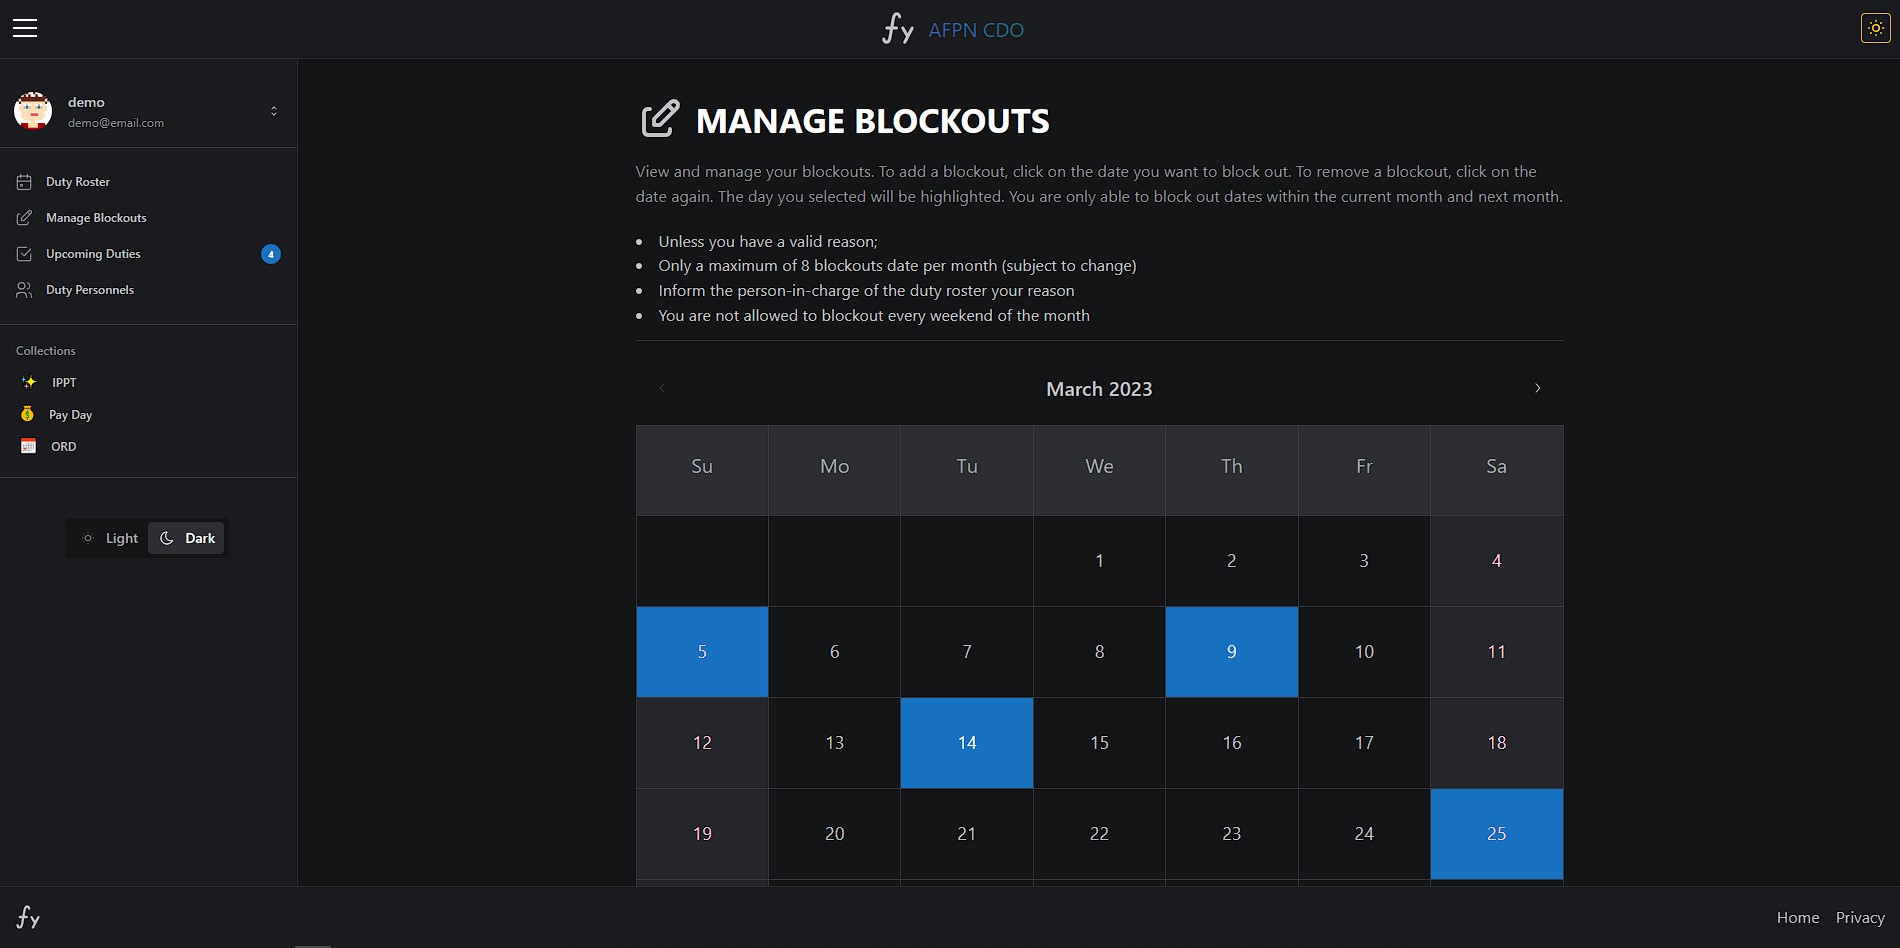 fy AFPN CDO
demo
demo@email.com
Duty Roster
Manage Blockouts
Upcoming Duties 4
Duty Personnels
Collections
IPPT
Pay Day
ORD
Light Dark
MANAGE BLOCKOUTS
View and manage your blockouts. To add a blockout, click on the date you want to block out. To remove a blockout, click on the
date again. The day you selected will be highlighted. You are only able to block out dates within the current month and next month.
Unless you have a valid reason;
Only a maximum of 8 blockouts date per month (subject to change)
Inform the person-in-charge of the duty roster your reason
You are not allowed to blockout every weekend of the month
March 2023
Su Mo Tu We Th Fr Sa
1 2 3 4
5 6 7 8 9 10 11
12 13 14 15 16 17 18
19 20 21 22 23 24 25
fy Home Privacy